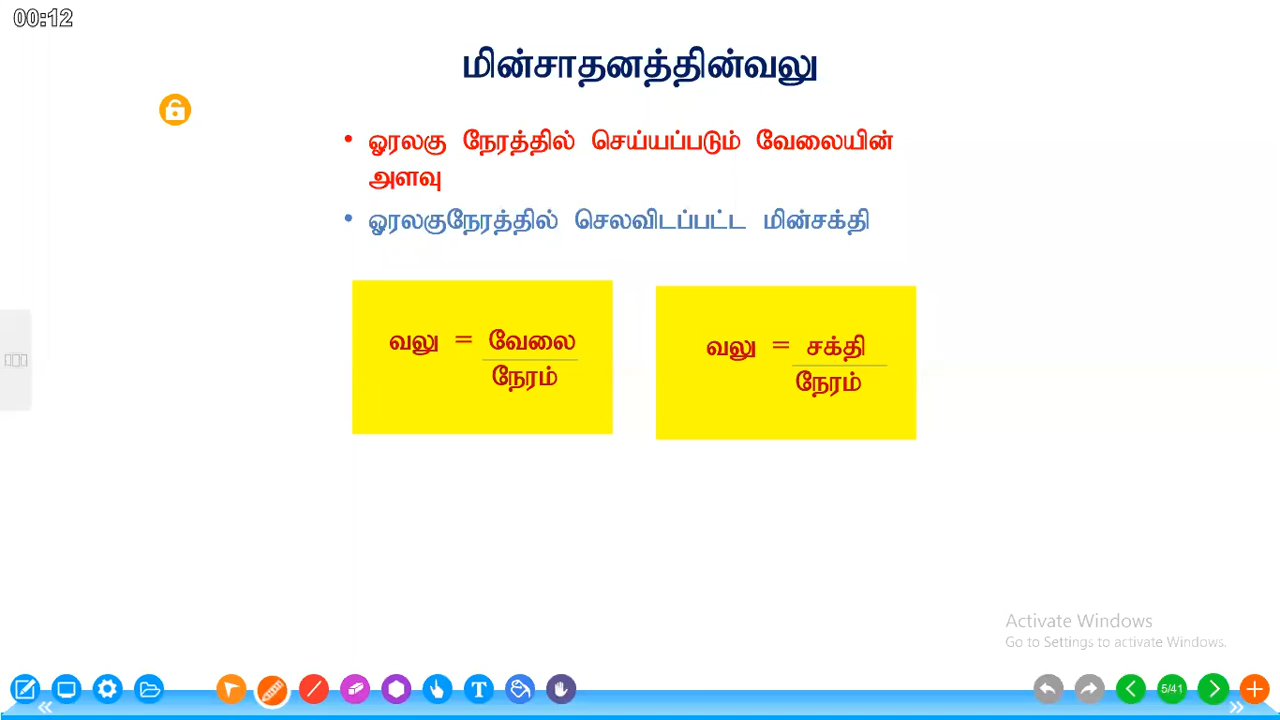 00:12
மின்சாதனத்தின்வலு
• ஓரலகு நேரத்தில் செய்யப்படும் வேலையின்
அளவு
• ஓரலகுநேரத்தில் செலவிடப்பட்ட மின்சக்தி
வலு = வேலை
நேரம்
வலு = சக்தி
நேரம்
Activate Windows
Go to Settings to activate Windows.
5/41